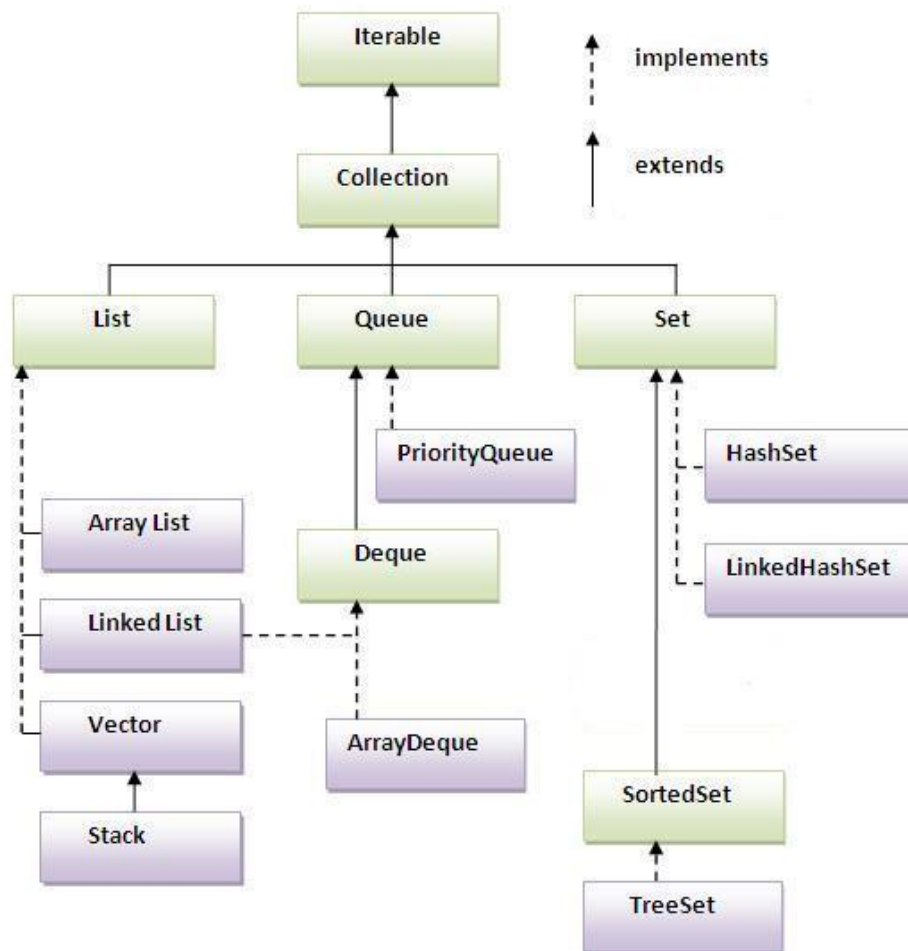 Iterable
implements
extends
Collection
List
Queue
Set
PriorityQueue
HashSet
Array List
Deque
LinkedHashSet
Linked List
Vector
ArrayDeque
SortedSet
Stack
TreeSet